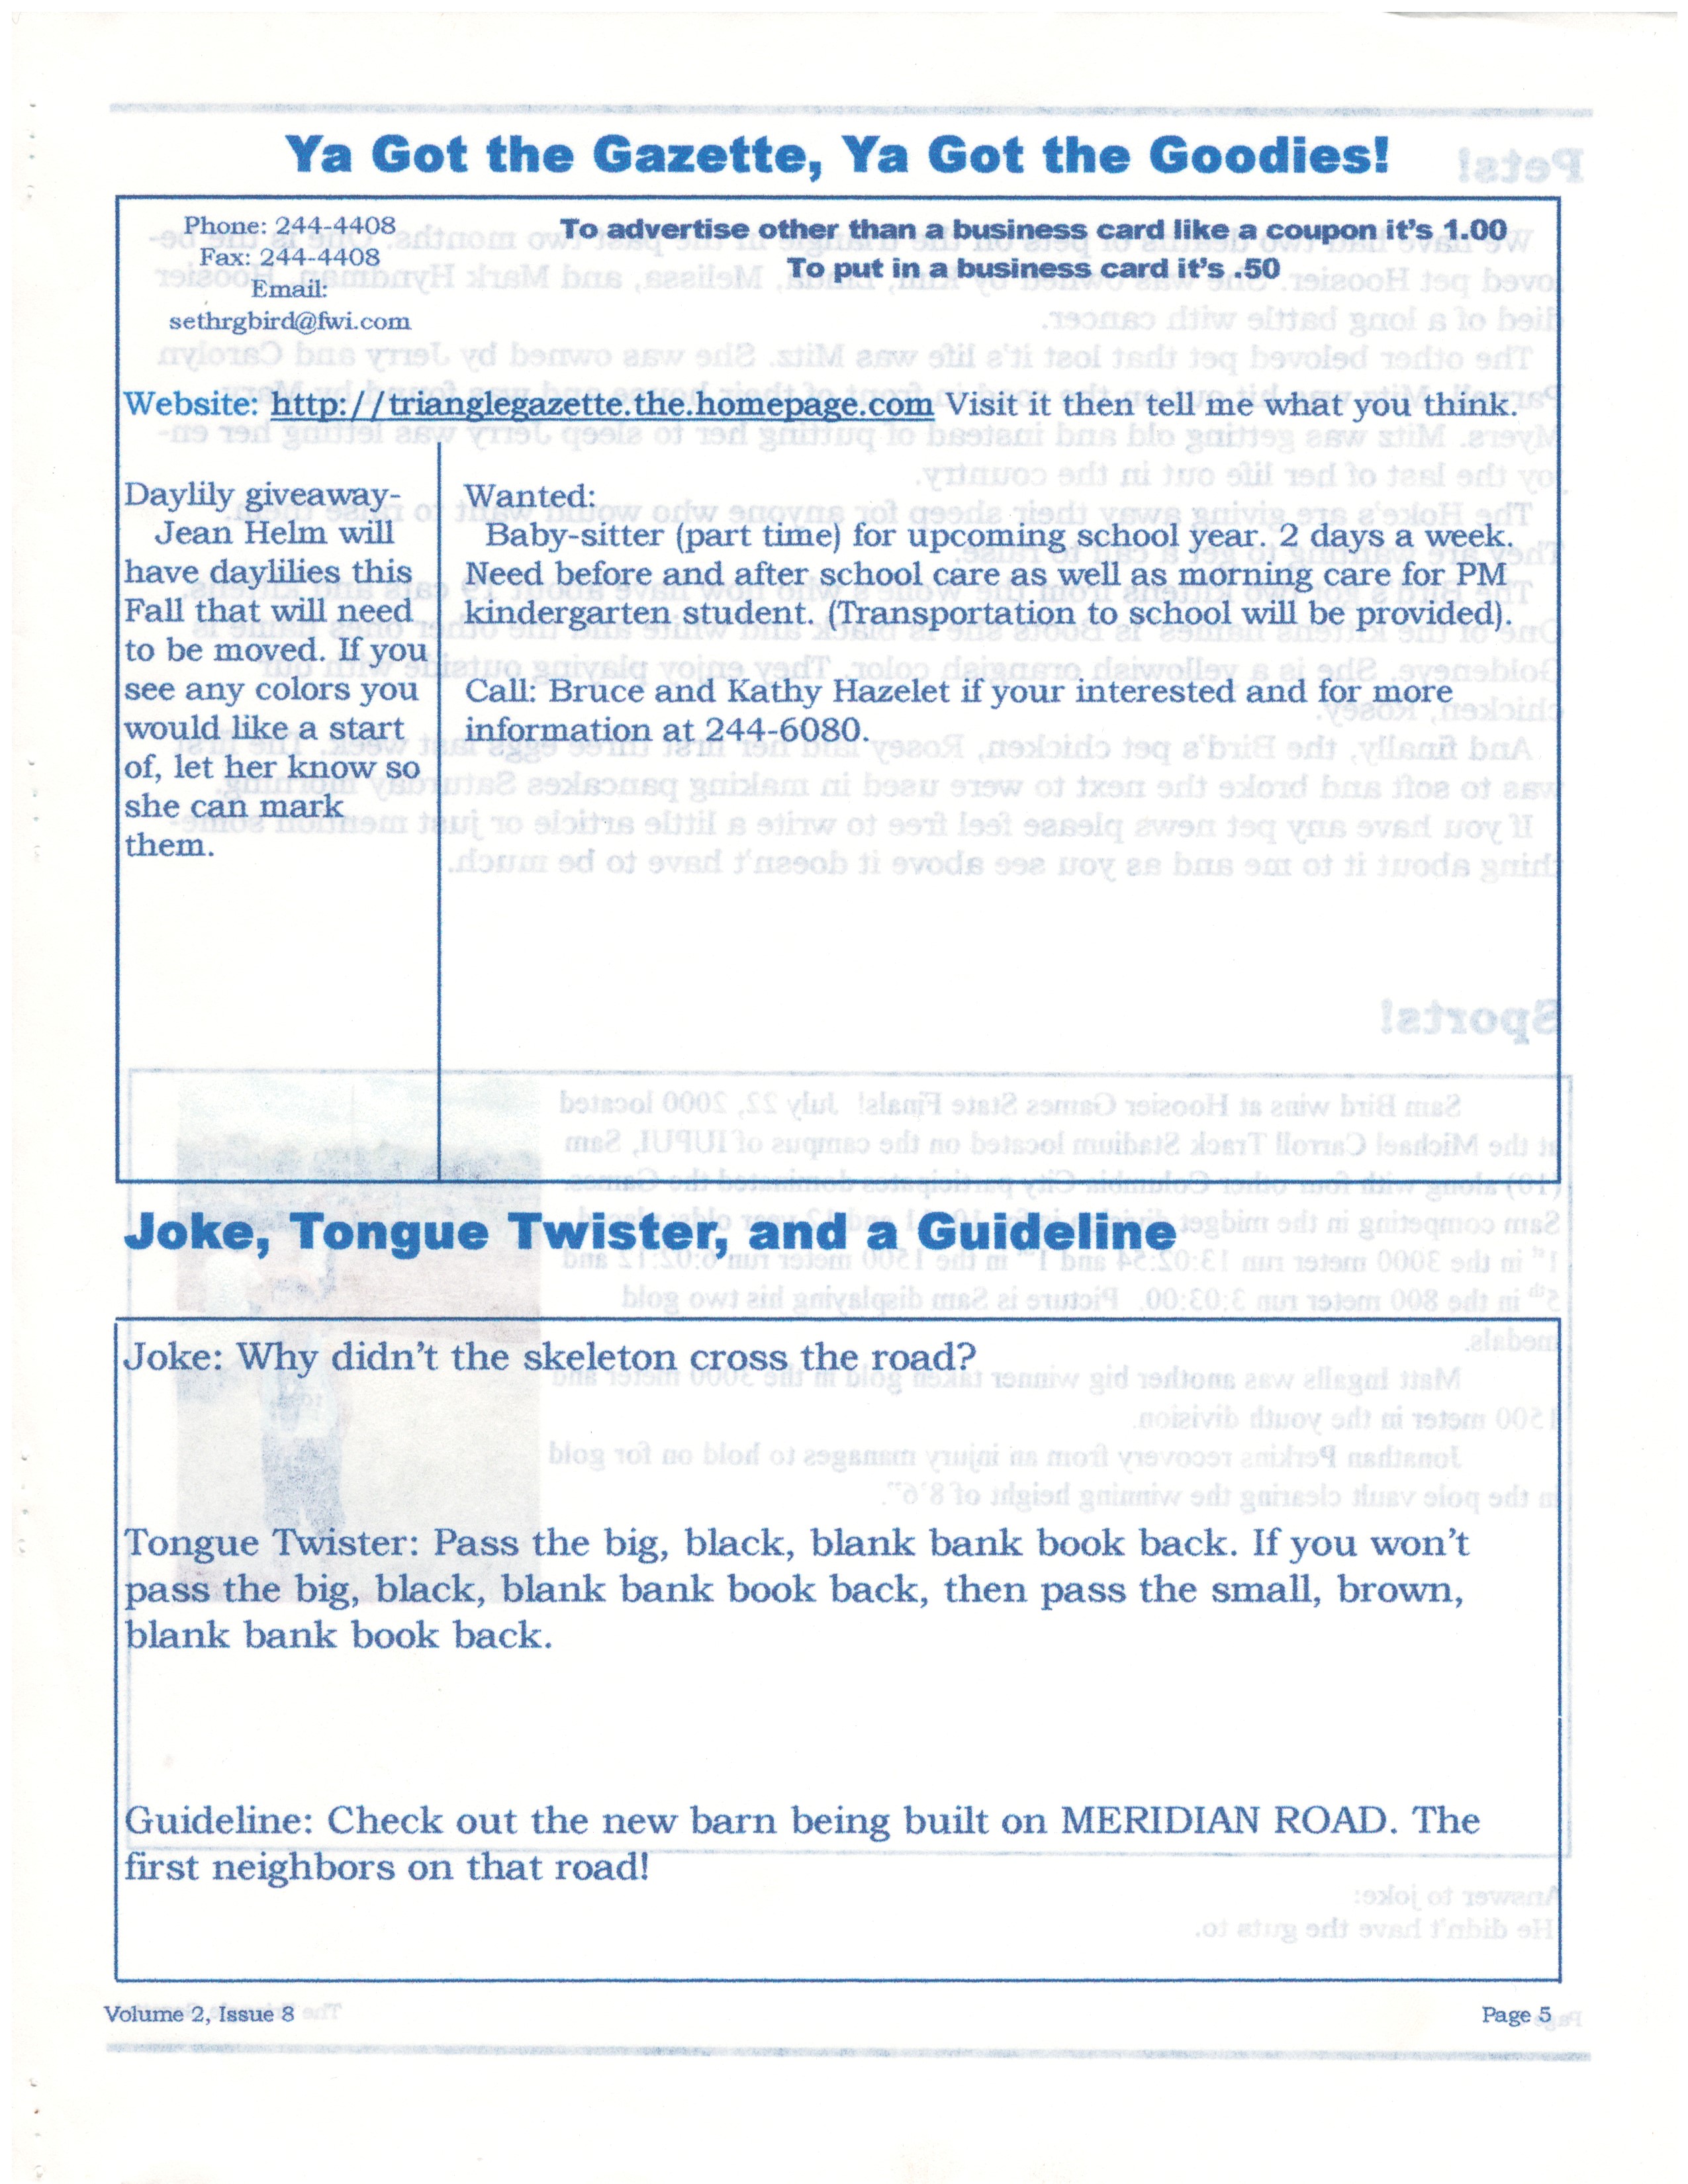 Ya Got the Gazette, Ya Got the Goodies!
Phone: 244-4408
Fax: 244-4408
Email:
sethrgbird@fwi.com
To advertise other than a business card like a coupon it's 1.00
To put in a business card it's .50
Website: http://trianglegazette.the.homepage.com Visit it then tell me what you think.
Daylily giveaway-
Jean Helm will
have daylilies this
Fall that will need
to be moved. If you
see any colors you
would like a start
of, let her know so
she can mark
them.
Wanted:
Baby-sitter (part time) for upcoming school year. 2 days a week.
Need before and after school care as well as morning care for PM
kindergarten student. (Transportation to school will be provided).
Call: Bruce and Kathy Hazelet if your interested and for more
information at 244-6080.
Joke, Tongue Twister, and a Guideline
Joke: Why didn't the skeleton cross the road?
Tongue Twister: Pass the big, black, blank bank book back. If you won't
pass the big, black, blank bank book back, then pass the small, brown,
blank bank book back.
Guideline: Check out the new barn being built on MERIDIAN ROAD. The
first neighbors on that road!
Volume 2, Issue 8
Page 5